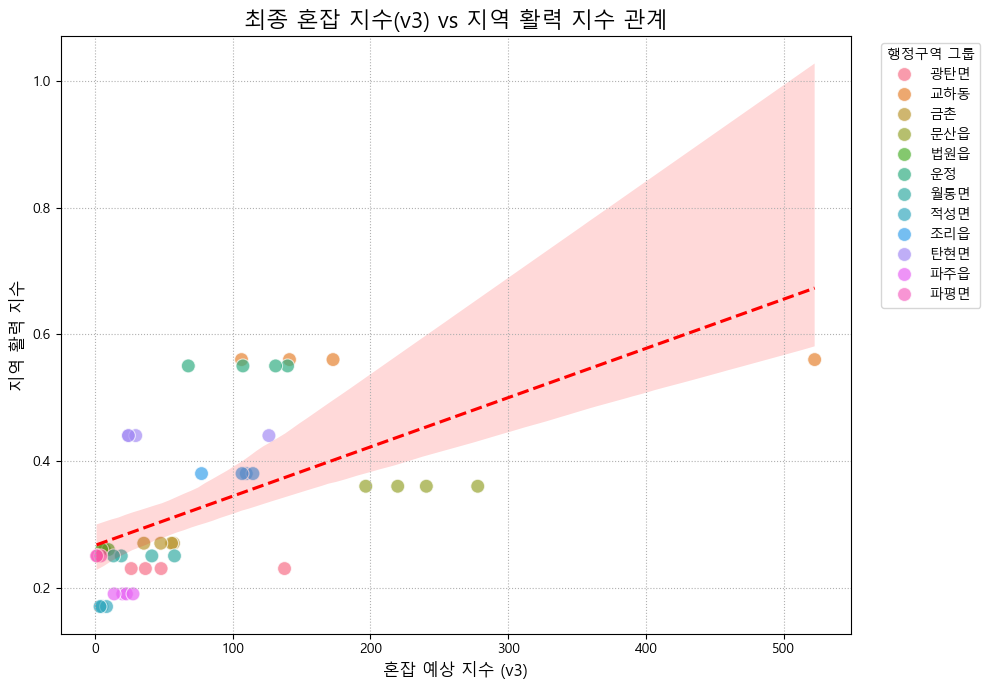 최종 혼잡 지수(v3) vs 지역 활력 지수 관계
지역 활력 지수
1.0
0.8
0.6
0.4
0.2
0
100
200
300
400
500
혼잡 예상 지수 (v3)
행정구역 그룹
광탄면
교하동
금촌
문산읍
법원읍
운정
월롱면
적성면
조리읍
탄현면
파주읍
파평면